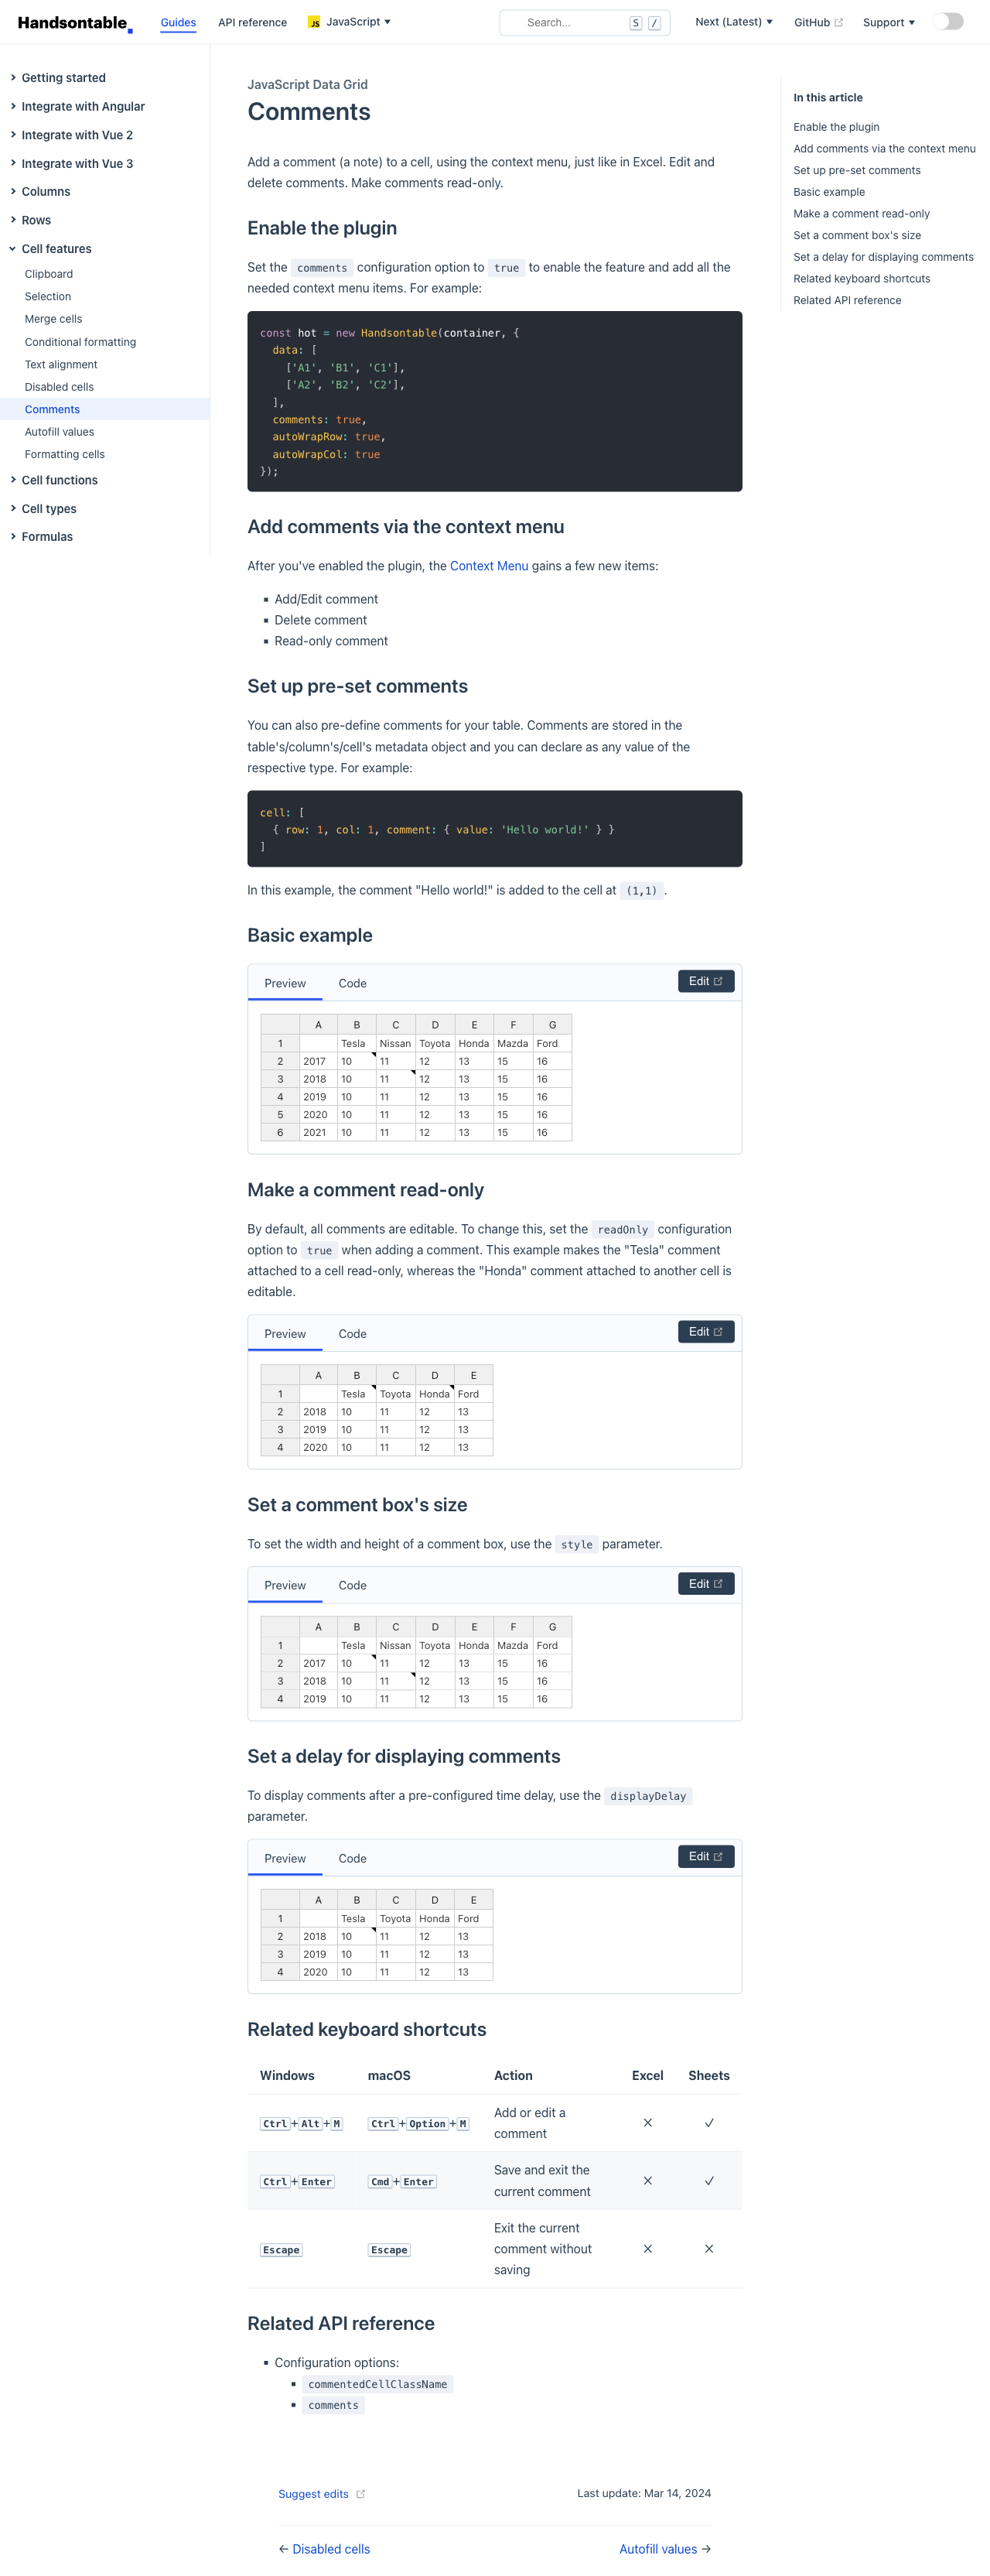 Handsontable
Guides
API reference
JS JavaScript
Search...
S /
Next (Latest)
GitHub
Support
Getting started
Integrate with Angular
Integrate with Vue 2
Integrate with Vue 3
Columns
Rows
Cell features
Clipboard
Selection
Merge cells
Conditional formatting
Text alignment
Disabled cells
Comments
Autofill values
Formatting cells
Cell functions
Cell types
Formulas
JavaScript Data Grid
Comments
Add a comment (a note) to a cell, using the context menu, just like in Excel. Edit and
delete comments. Make comments read-only.
Enable the plugin
Set the comments configuration option to true to enable the feature and add all the
needed context menu items. For example:
const hot = new Handsontable(container, {
  data: [
    ['A1', 'B1', 'C1'],
    ['A2', 'B2', 'C2'],
  ],
  comments: true,
  autoWrapRow: true,
  autoWrapCol: true
});
Add comments via the context menu
After you've enabled the plugin, the Context Menu gains a few new items:
Add/Edit comment
Delete comment
Read-only comment
Set up pre-set comments
You can also pre-define comments for your table. Comments are stored in the
table's/column's/cell's metadata object and you can declare as any value of the
respective type. For example:
cell: [
  { row: 1, col: 1, comment: { value: 'Hello world!' } }
]
In this example, the comment "Hello world!" is added to the cell at (1,1) .
Basic example
Preview Code Edit
A B C D E F G
1 Tesla Nissan Toyota Honda Mazda Ford
2 2017 10 11 12 13 15 16
3 2018 10 11 12 13 15 16
4 2019 10 11 12 13 15 16
5 2020 10 11 12 13 15 16
6 2021 10 11 12 13 15 16
Make a comment read-only
By default, all comments are editable. To change this, set the readOnly configuration
option to true when adding a comment. This example makes the "Tesla" comment
attached to a cell read-only, whereas the "Honda" comment attached to another cell is
editable.
Preview Code Edit
A B C D E
1 Tesla Toyota Honda Ford
2 2018 10 11 12 13
3 2019 10 11 12 13
4 2020 10 11 12 13
Set a comment box's size
To set the width and height of a comment box, use the style parameter.
Preview Code Edit
A B C D E F G
1 Tesla Nissan Toyota Honda Mazda Ford
2 2017 10 11 12 13 15 16
3 2018 10 11 12 13 15 16
4 2019 10 11 12 13 15 16
Set a delay for displaying comments
To display comments after a pre-configured time delay, use the displayDelay
parameter.
Preview Code Edit
A B C D E
1 Tesla Toyota Honda Ford
2 2018 10 11 12 13
3 2019 10 11 12 13
4 2020 10 11 12 13
Related keyboard shortcuts
Windows macOS Action Excel Sheets
Ctrl+Alt+M Ctrl+Option+M Add or edit a
comment ✗ ✓
Ctrl+Enter Cmd+Enter Save and exit the
current comment ✗ ✓
Escape Escape Exit the current
comment without
saving ✗ ✗
Related API reference
Configuration options:
commentedCellClassName
comments
Suggest edits
Last update: Mar 14, 2024
← Disabled cells
Autofill values →
In this article
Enable the plugin
Add comments via the context menu
Set up pre-set comments
Basic example
Make a comment read-only
Set a comment box's size
Set a delay for displaying comments
Related keyboard shortcuts
Related API reference